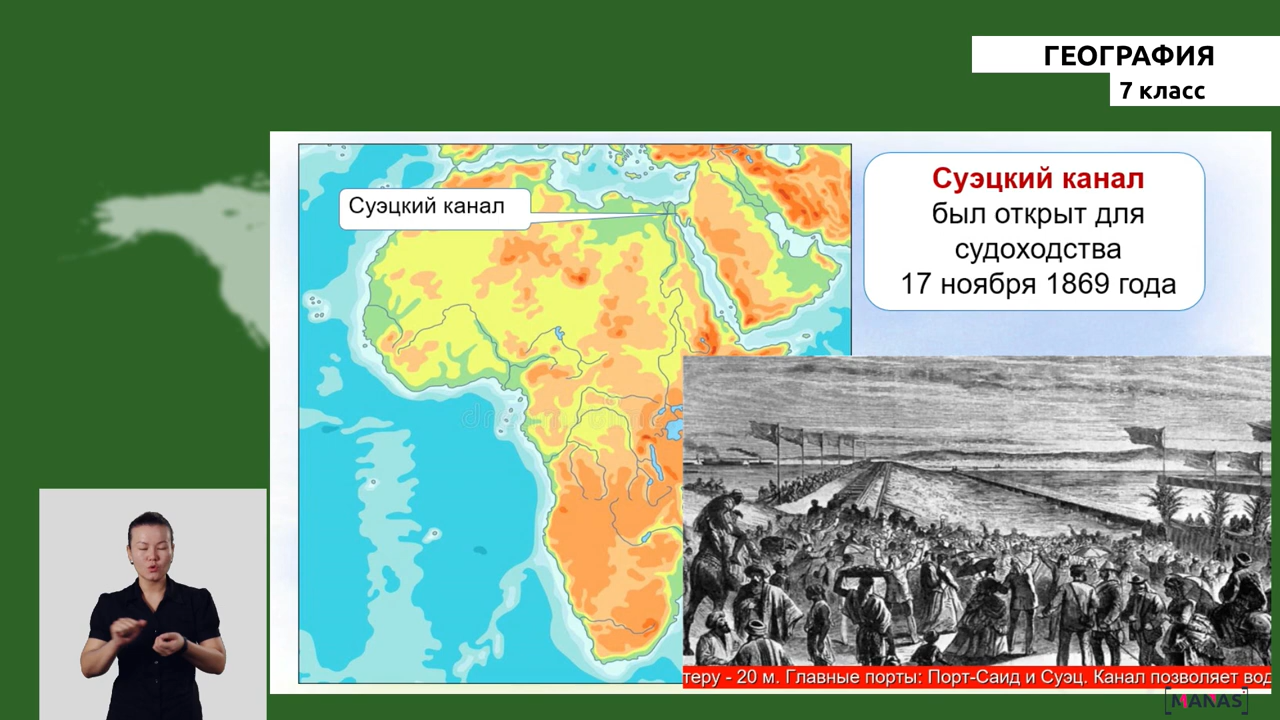 ГЕОГРАФИЯ
7 класс
Суэцкий канал
Суэцкий канал
был открыт для
судоходства
17 ноября 1869 года
теру - 20 м. Главные порты: Порт-Саид и Суэц. Канал позволяет вод
MANAS